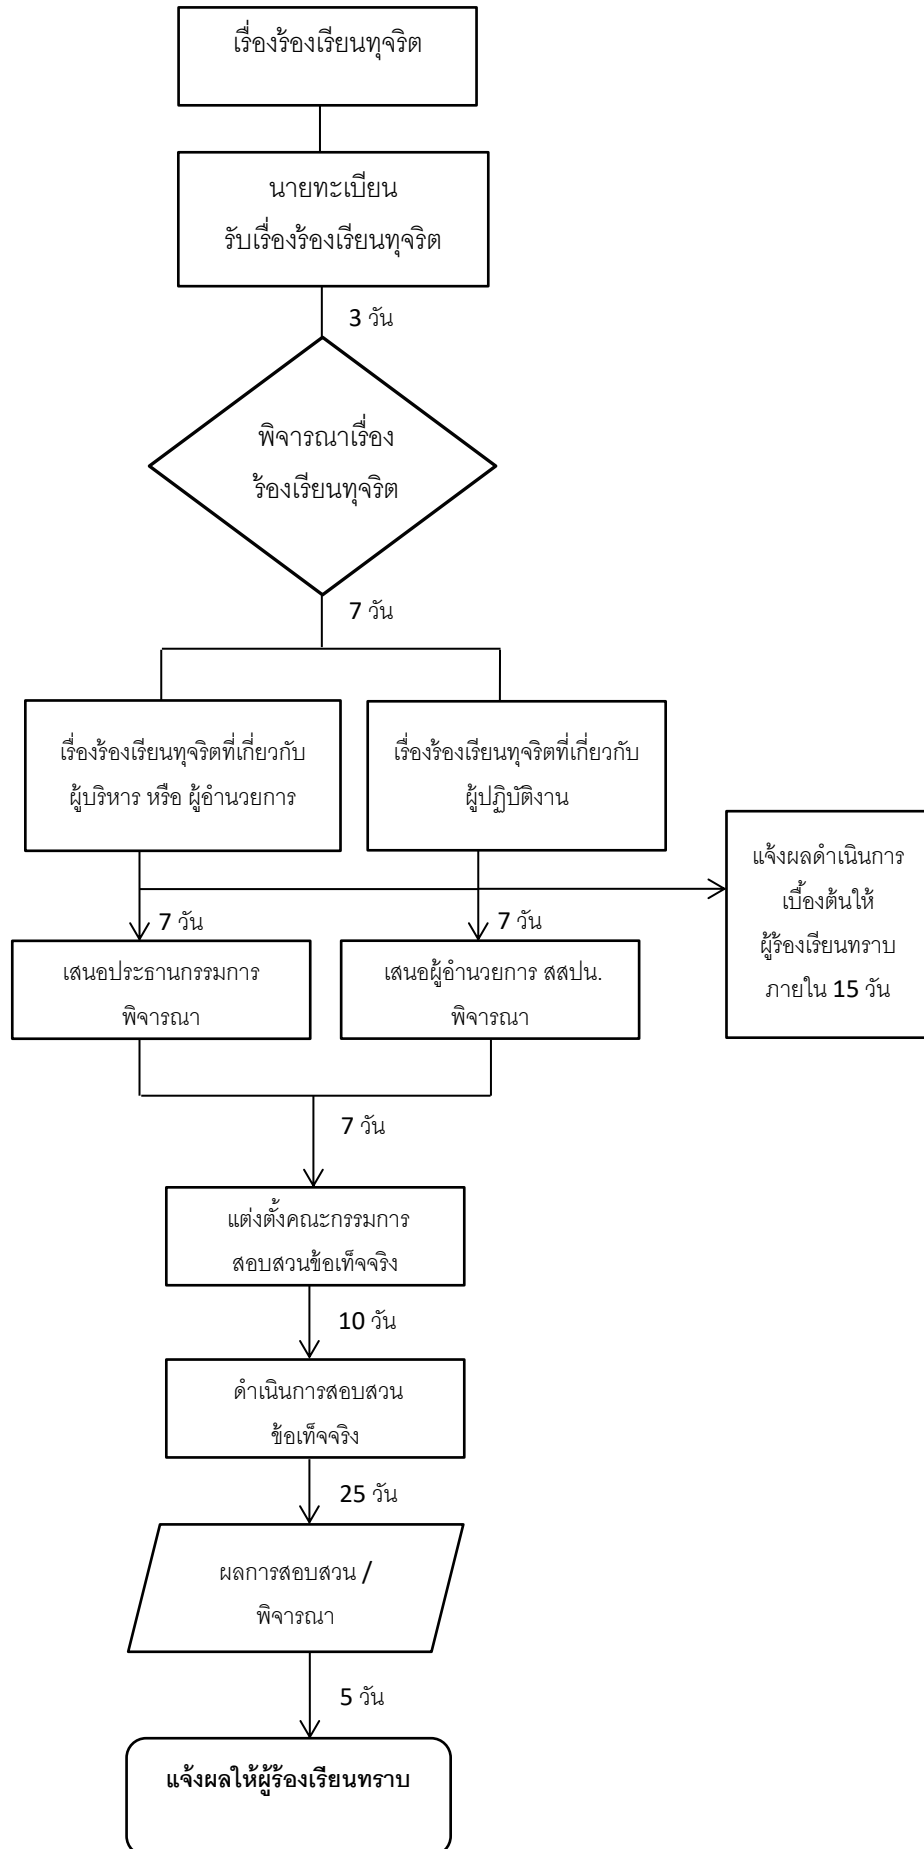 เรื่องร้องเรียนทุจริต
นายทะเบียน
รับเรื่องร้องเรียนทุจริต
3 วัน
พิจารณาเรื่อง
ร้องเรียนทุจริต
7 วัน
เรื่องร้องเรียนทุจริตที่เกี่ยวกับ
ผู้บริหาร หรือ ผู้อำนวยการ
เรื่องร้องเรียนทุจริตที่เกี่ยวกับ
ผู้ปฏิบัติงาน
แจ้งผลดำเนินการ
เบื้องต้นให้
ผู้ร้องเรียนทราบ
ภายใน 15 วัน
7 วัน
7 วัน
เสนอประธานกรรมการ
พิจารณา
เสนอผู้อำนวยการ สสปน.
พิจารณา
7 วัน
แต่งตั้งคณะกรรมการ
สอบสวนข้อเท็จจริง
10 วัน
ดำเนินการสอบสวน
ข้อเท็จจริง
25 วัน
ผลการสอบสวน /
พิจารณา
5 วัน
แจ้งผลให้ผู้ร้องเรียนทราบ